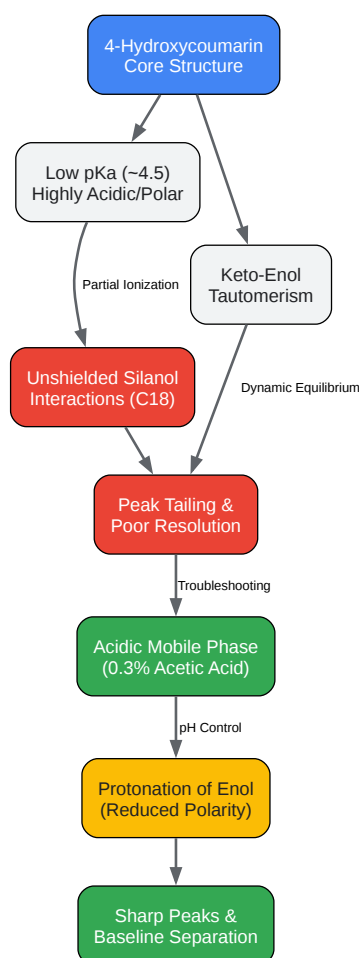 4-Hydroxycoumarin
Core Structure
Low pKa (~4.5)
Highly Acidic/Polar
Keto-Enol
Tautomerism
Partial Ionization
Unshielded Silanol
Interactions (C18)
Dynamic Equilibrium
Peak Tailing &
Poor Resolution
Troubleshooting
Acidic Mobile Phase
(0.3% Acetic Acid)
pH Control
Protonation of Enol
(Reduced Polarity)
Sharp Peaks &
Baseline Separation